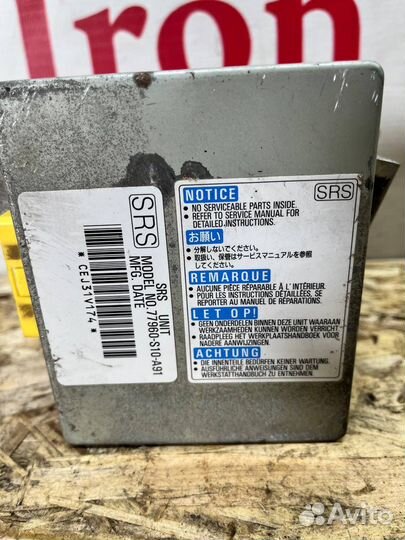 Iron
SRS
SRS UNIT
MODEL NO. 77960-S10-A91
MFG. DATE
* CEJ31V174 *
NOTICE
SRS
• NO SERVICEABLE PARTS INSIDE.
• REFER TO SERVICE MANUAL FOR
DETAILED INSTRUCTIONS.
お願い
• 分解しないでください。
• 取扱い、保管はサービスマニュアルを参照
してください。
REMARQUE
• AUCUNE PIÈCE RÉPARABLE À L'INTÉRIEUR.
• POUR LES INSTRUCTIONS DÉTAILLÉES, SE
REPORTER AU MANUEL DE RÉPARATIONS.
LET OP!
• GEEN ONDERDELEN BINNEN DEZE UNIT WAARAAN
WERKZAAMHEDEN KUNNEN WORDEN VERRICHT
• RAADPLEEG HET WERKPLAATSHANDBOEK VOOR
NADERE AANWIJZINGEN.
ACHTUNG
• DIE INNENTEILE BEDÜRFEN KEINER WARTUNG.
• AUSFÜHRLICHE ANWEISUNGEN SIND DEM
WERKSTATTHANDBUCH ZU ENTNEHMEN
Avito